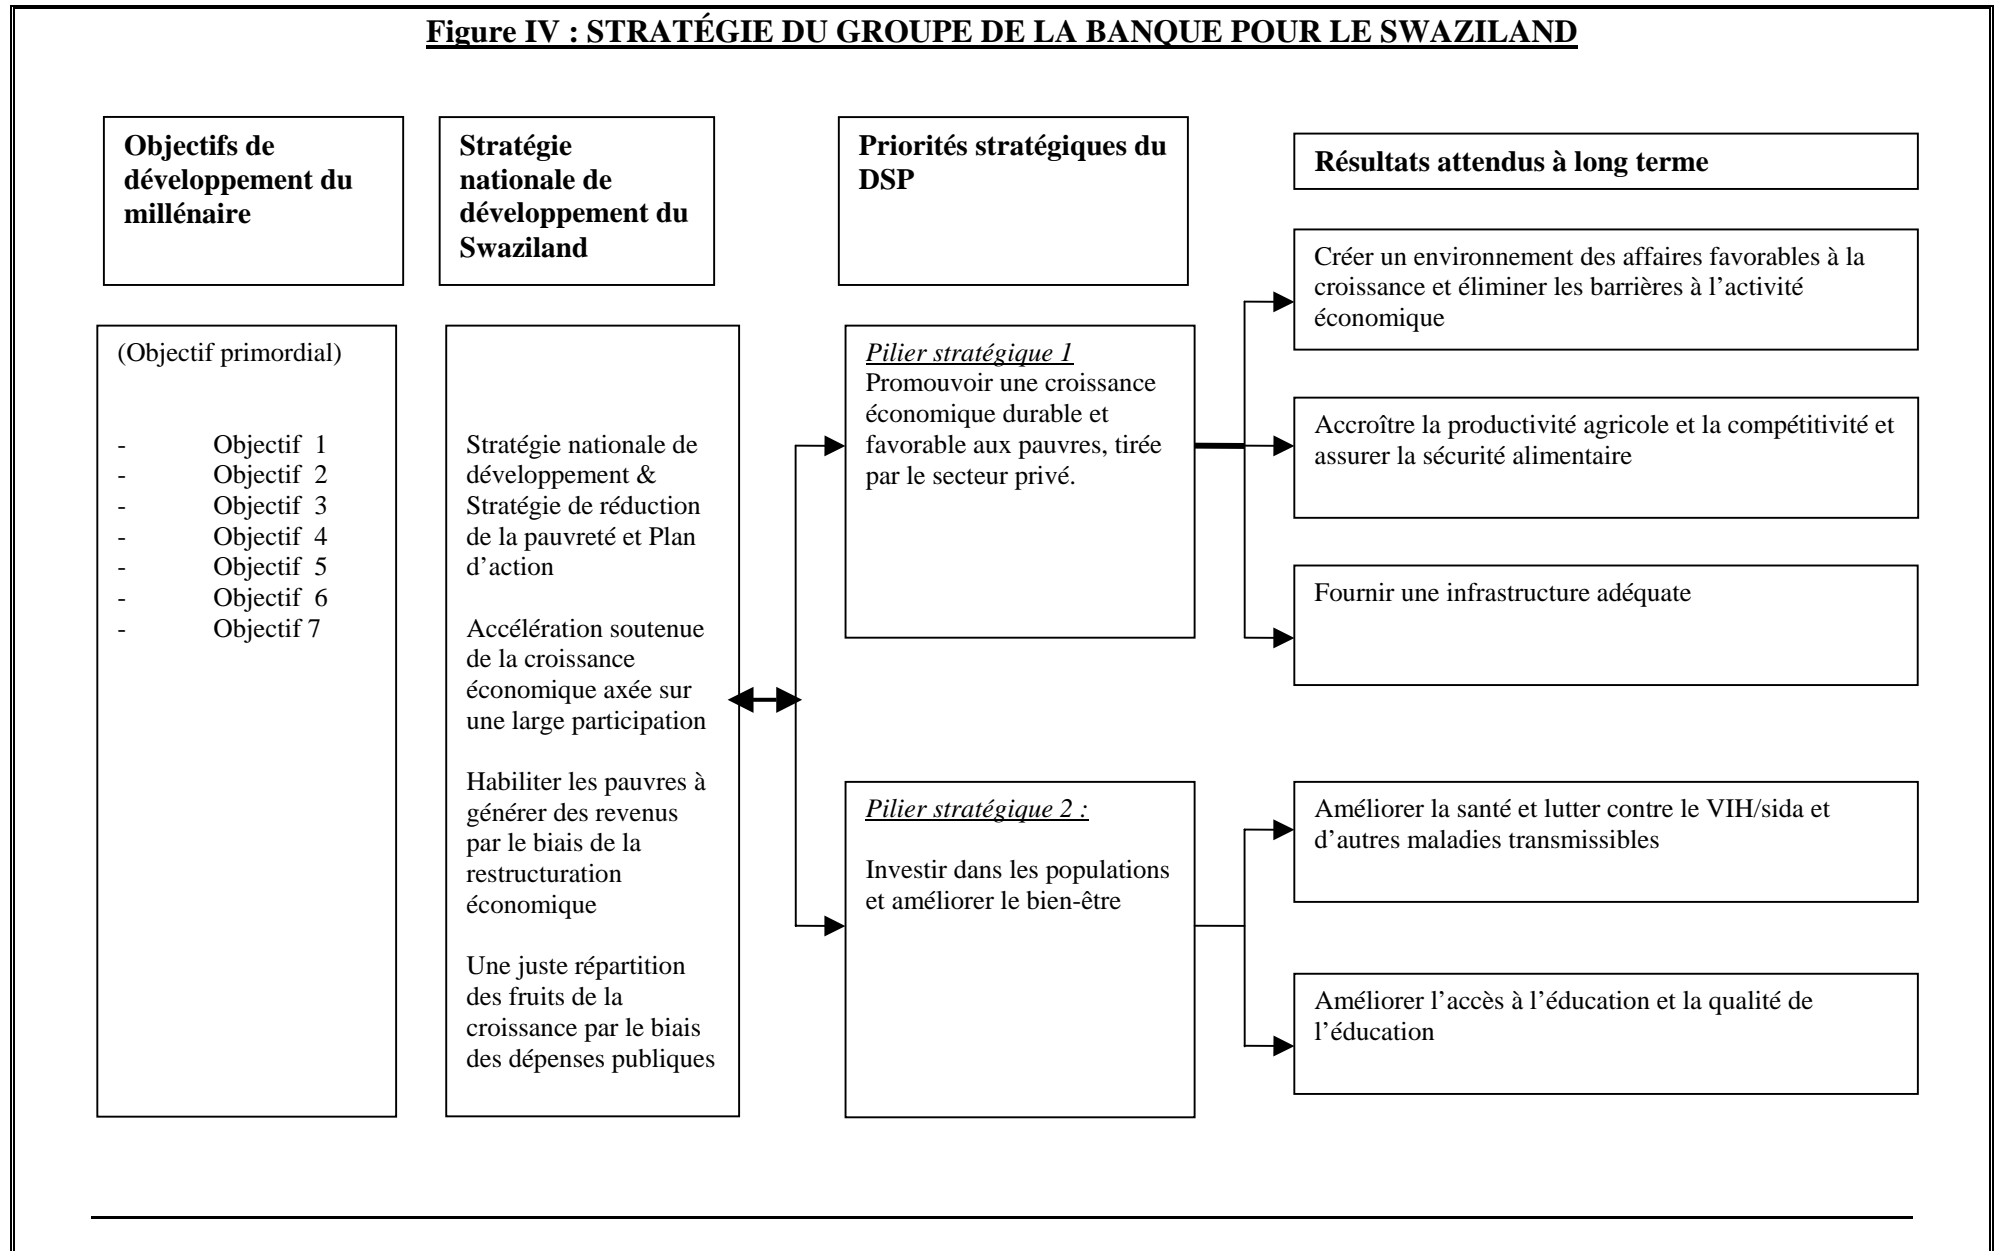 Figure IV : STRATÉGIE DU GROUPE DE LA BANQUE POUR LE SWAZILAND
Objectifs de
développement du
millénaire
Stratégie
nationale de
développement du
Swaziland
Priorités stratégiques du
DSP
Résultats attendus à long terme
(Objectif primordial)
- Objectif 1
- Objectif 2
- Objectif 3
- Objectif 4
- Objectif 5
- Objectif 6
- Objectif 7
Stratégie nationale de
développement &
Stratégie de réduction
de la pauvreté et Plan
d’action
Accélération soutenue
de la croissance
économique axée sur
une large participation
Habiliter les pauvres à
générer des revenus
par le biais de la
restructuration
économique
Une juste répartition
des fruits de la
croissance par le biais
des dépenses publiques
Pilier stratégique 1
Promouvoir une croissance
économique durable et
favorable aux pauvres, tirée
par le secteur privé.
Pilier stratégique 2 :
Investir dans les populations
et améliorer le bien-être
Créer un environnement des affaires favorables à la
croissance et éliminer les barrières à l’activité
économique
Accroître la productivité agricole et la compétitivité et
assurer la sécurité alimentaire
Fournir une infrastructure adéquate
Améliorer la santé et lutter contre le VIH/sida et
d’autres maladies transmissibles
Améliorer l’accès à l’éducation et la qualité de
l’éducation